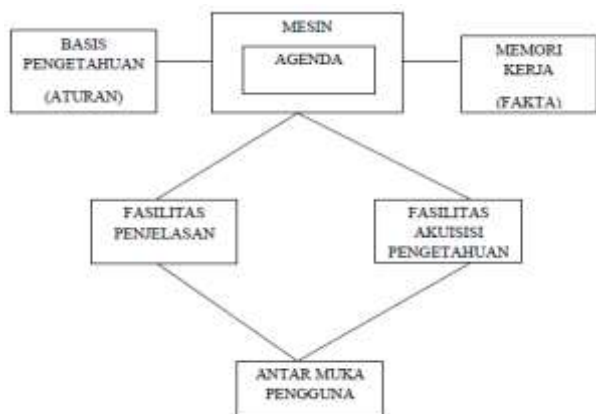 BASIS
PENGETAHUAN
(ATURAN)
MESIN
AGENDA
MEMORI
KERJA
(FAKTA)
FASILITAS
PENJELASAN
FASILITAS
AKUISISI
PENGETAHUAN
ANTAR MUKA
PENGGUNA